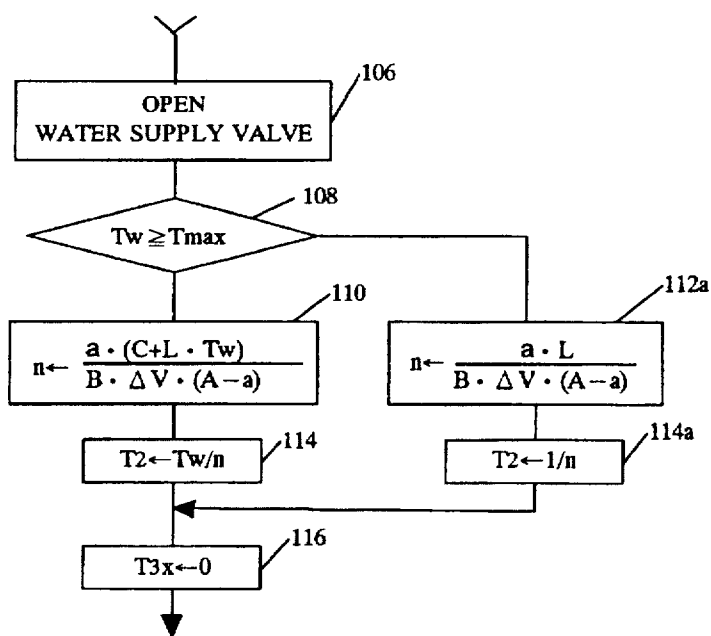 106
OPEN
WATER SUPPLY VALVE
108
Tw ≧ Tmax
110
n← a · (C+L · Tw) / B · ΔV · (A−a)
112a
n← a · L / B · ΔV · (A−a)
114
T2←Tw/n
114a
T2←1/n
116
T3x←0